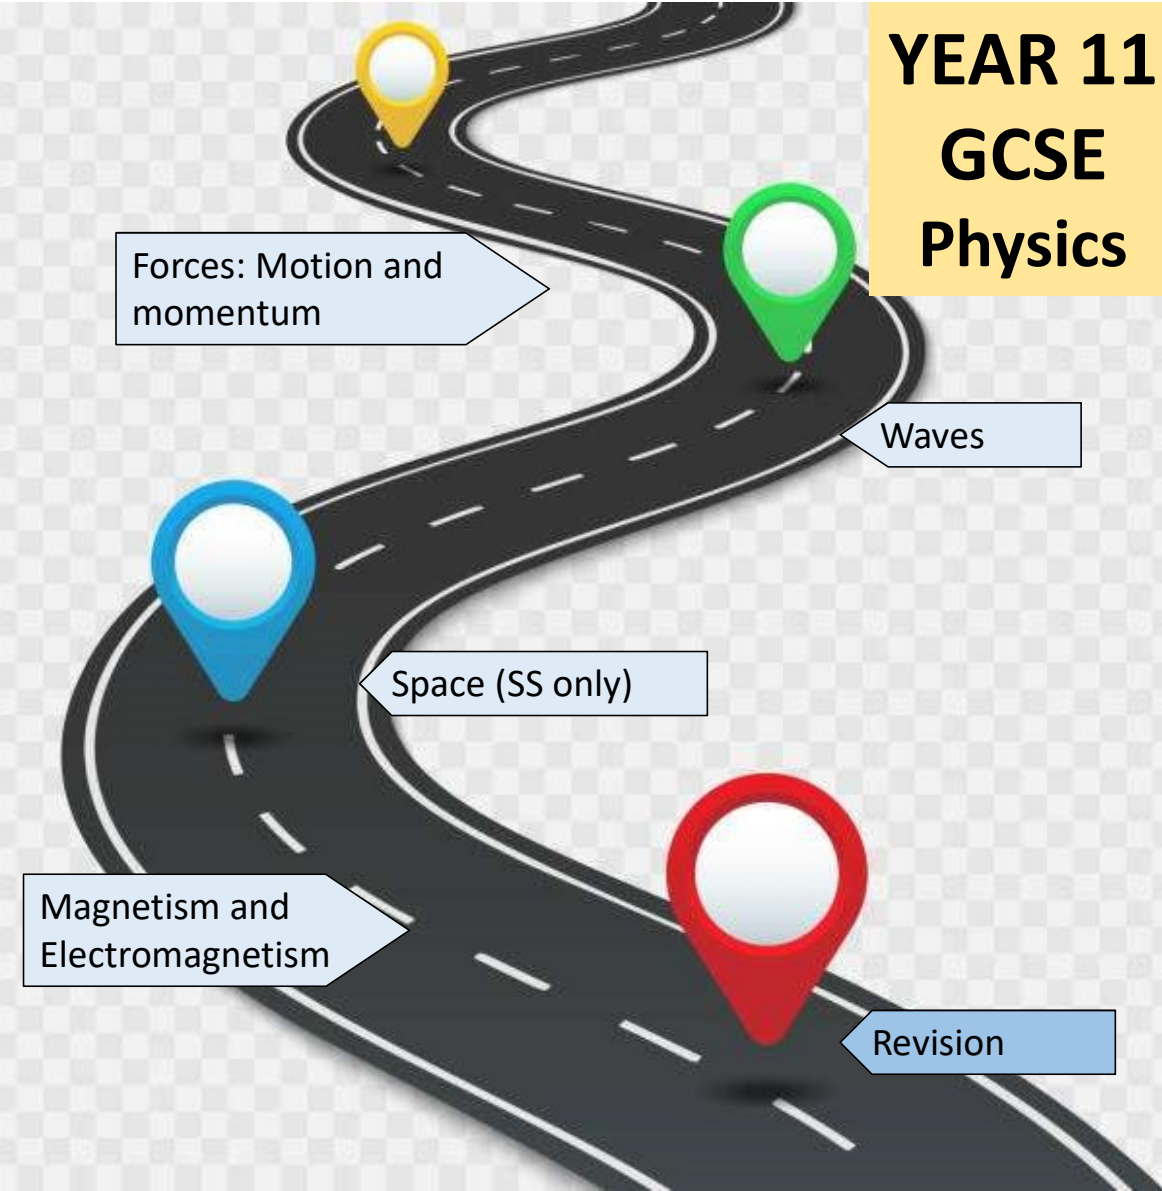 YEAR 11
GCSE
Physics
Forces: Motion and
momentum
Waves
Space (SS only)
Magnetism and
Electromagnetism
Revision